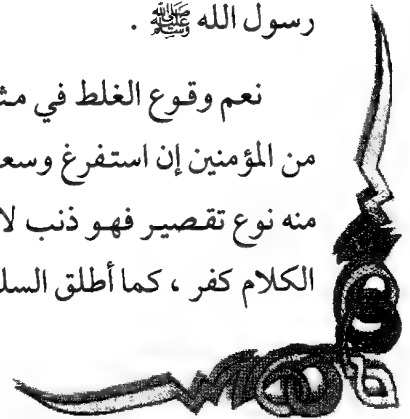 رسول الله ﷺ .
نعم وقوع الغلط في مث
من المؤمنين إن استفرغ وسع
منه نوع تقصير فهو ذنب لا
الكلام كفر ، كما أطلق السل